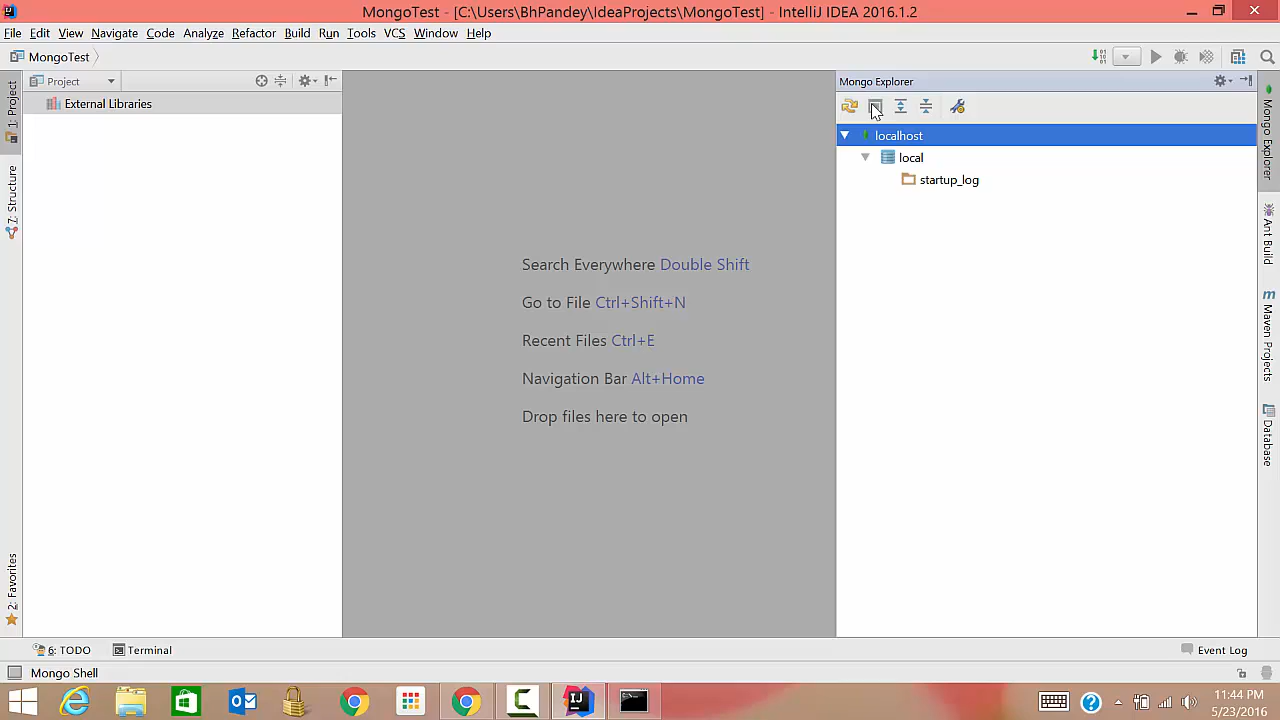 MongoTest - [C:\Users\BhPandey\IdeaProjects\MongoTest] - IntelliJ IDEA 2016.1.2
File Edit View Navigate Code Analyze Refactor Build Run Tools VCS Window Help
MongoTest
Project
Mongo Explorer
External Libraries
localhost
local
startup_log
1: Project
7: Structure
2: Favorites
Search Everywhere Double Shift
Go to File Ctrl+Shift+N
Recent Files Ctrl+E
Navigation Bar Alt+Home
Drop files here to open
Mongo Explorer
Ant Build
Maven Projects
Database
6: TODO
Terminal
Event Log
Mongo Shell
11:44 PM
5/23/2016